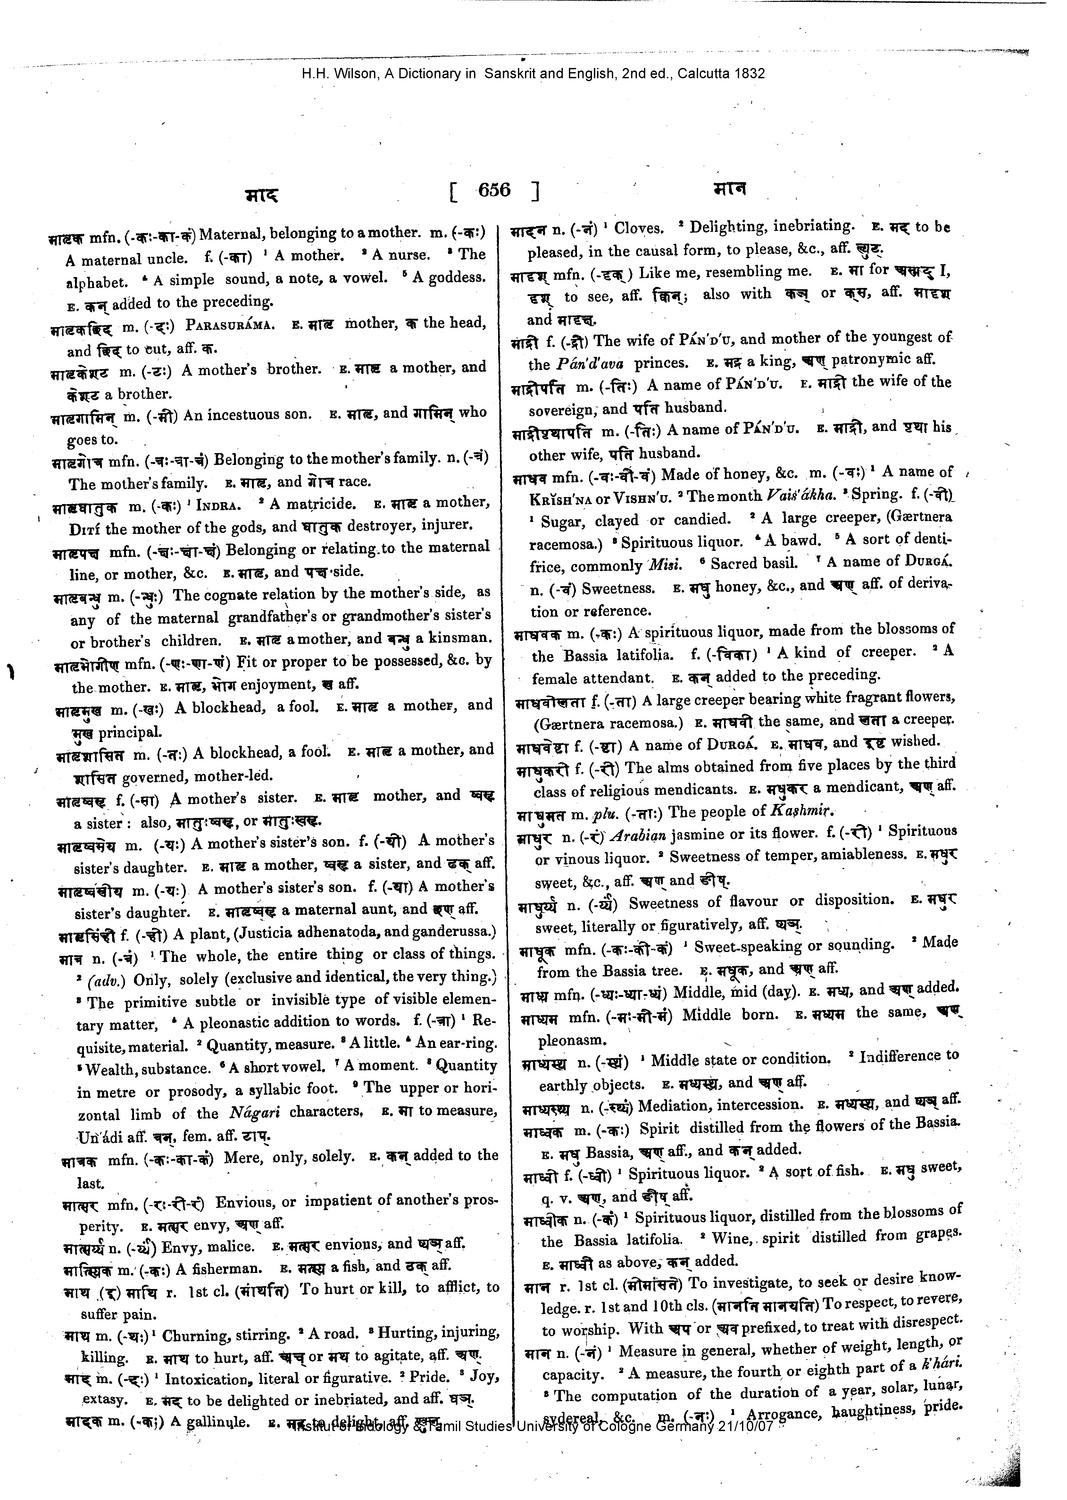 H.H. Wilson, A Dictionary in Sanskrit and English, 2nd ed., Calcutta 1832
माद [ 656 ] मान
मातृक mfn. (-कः-का-कं) Maternal, belonging to a mother. m. (-कः)
A maternal uncle. f. (-का) ¹ A mother. ² A nurse. ³ The
alphabet. ⁴ A simple sound, a note, a vowel. ⁵ A goddess.
E. कन् added to the preceding.
मातृकच्छिद m. (-दः) PARASURÁMA. E. मातृ mother, क the head,
and छिद् to cut, aff. क.
मातृकेशट m. (-टः) A mother's brother. E. मातृ a mother, and
केशट a brother.
मातृगामिन् m. (-मी) An incestuous son. E. मातृ, and गामिन् who
goes to.
मातृगोत्र mfn. (-त्रः-त्रा-त्रं) Belonging to the mother's family. n. (-त्रं)
The mother's family. E. मातृ, and गोत्र race.
मातृघातुक m. (-कः) ¹ INDRA. ² A matricide. E. मातृ a mother,
DITÍ the mother of the gods, and घातुक destroyer, injurer.
मातृपक्ष mfn. (-क्षः-क्षा-क्षं) Belonging or relating to the maternal
line, or mother, &c. E. मातृ, and पक्ष side.
मातृबन्धु m. (-न्धुः) The cognate relation by the mother's side, as
any of the maternal grandfather's or grandmother's sister's
or brother's children. E. मातृ a mother, and बन्धु a kinsman.
मातृभोगीण mfn. (-णः-णा-णं) Fit or proper to be possessed, &c. by
the mother. E. मातृ, भोग enjoyment, ख aff.
मातृमुख m. (-खः) A blockhead, a fool. E. मातृ a mother, and
मुख principal.
मातृशासित m. (-तः) A blockhead, a fool. E. मातृ a mother, and
शासित governed, mother-led.
मातृष्वसृ f. (-सा) A mother's sister. E. मातृ mother, and ष्वसृ
a sister : also, मातुःष्वसृ, or मातुःस्वसृ.
मातृष्वसेय m. (-यः) A mother's sister's son. f. (-यी) A mother's
sister's daughter. E. मातृ a mother, ष्वसृ a sister, and ढक् aff.
मातृष्वस्रीय m. (-यः) A mother's sister's son. f. (-या) A mother's
sister's daughter. E. मातृष्वसृ a maternal aunt, and छण् aff.
मातृसिंही f. (-ही) A plant, (Justicia adhenatoda, and ganderussa.)
मात्र n. (-त्रं) ¹ The whole, the entire thing or class of things.
² (adv.) Only, solely (exclusive and identical, the very thing.)
³ The primitive subtle or invisible type of visible elemen-
tary matter, ⁴ A pleonastic addition to words. f. (-त्रा) ¹ Re-
quisite, material. ² Quantity, measure. ³ A little. ⁴ An ear-ring.
⁵ Wealth, substance. ⁶ A short vowel. ⁷ A moment. ⁸ Quantity
in metre or prosody, a syllabic foot. ⁹ The upper or hori-
zontal limb of the Nágari characters, E. मा to measure,
Un'ádi aff. त्रन्, fem. aff. टाप्.
मात्रक mfn. (-कः-का-कं) Mere, only, solely. E. कन् added to the
last.
मात्सर mfn. (-रः-री-रं) Envious, or impatient of another's pros-
perity. E. मत्सर envy, अण् aff.
मात्सर्य्य n. (-र्य्यं) Envy, malice. E. मत्सर envious, and ष्यञ् aff.
मात्स्यिक m. (-कः) A fisherman. E. मत्स्य a fish, and ठक् aff.
माथ (इ) माथि r. 1st cl. (मांथति) To hurt or kill, to afflict, to
suffer pain.
माथ m. (-थः) ¹ Churning, stirring. ² A road. ³ Hurting, injuring,
killing. E. माथ to hurt, aff. अच् or मथ to agitate, aff. अण्.
माद m. (-दः) ¹ Intoxication, literal or figurative. ² Pride. ³ Joy,
extasy. E. मद् to be delighted or inebriated, and aff. घञ्.
मादक m. (-कः) A gallinule. E. मद् to delight, aff. ण्वुल्.
मादन n. (-नं) ¹ Cloves. ² Delighting, inebriating. E. मद् to be
pleased, in the causal form, to please, &c., aff. ल्युट्.
मादृश् mfn. (-दृक्) Like me, resembling me. E. मा for अस्मद् I,
दृश् to see, aff. क्विन्; also with कञ् or क्स, aff. मादृश
and मादृक्ष.
माद्री f. (-द्री) The wife of PÁN'D'U, and mother of the youngest of
the Pán'd'ava princes. E. मद्र a king, अण् patronymic aff.
माद्रीपति m. (-तिः) A name of PÁN'D'U. E. माद्री the wife of the
sovereign, and पति husband.
माद्रीपृथापति m. (-तिः) A name of PÁN'D'U. E. माद्री, and पृथा his
other wife, पति husband.
माधव mfn. (-वः-वी-वं) Made of honey, &c. m. (-वः) ¹ A name of
KRĬSH'NA or VISHN'U. ² The month Vais'ákha. ³ Spring. f. (-वी)
¹ Sugar, clayed or candied. ² A large creeper, (Gærtnera
racemosa.) ³ Spirituous liquor. ⁴ A bawd. ⁵ A sort of denti-
frice, commonly Misi. ⁶ Sacred basil. ⁷ A name of DURGÁ.
n. (-वं) Sweetness. E. मधु honey, &c., and अण् aff. of deriva-
tion or reference.
माधवक m. (-कः) A spirituous liquor, made from the blossoms of
the Bassia latifolia. f. (-विका) ¹ A kind of creeper. ² A
female attendant. E. कन् added to the preceding.
माधवीलता f. (-ता) A large creeper bearing white fragrant flowers,
(Gærtnera racemosa.) E. माधवी the same, and लता a creeper.
माधवेष्टा f. (-ष्टा) A name of DURGÁ. E. माधव, and इष्ट wished.
माधुकरी f. (-री) The alms obtained from five places by the third
class of religious mendicants. E. मधुकर a mendicant, अण् aff.
माधुमत m. plu. (-ताः) The people of Kashmir.
माधुर n. (-रं) Arabian jasmine or its flower. f. (-री) ¹ Spirituous
or vinous liquor. ² Sweetness of temper, amiableness. E. मधुर
sweet, &c., aff. अण् and ङीष्.
माधुर्य्य n. (-र्य्यं) Sweetness of flavour or disposition. E. मधुर
sweet, literally or figuratively, aff. ष्यञ्.
माधूक mfn. (-कः-की-कं) ¹ Sweet-speaking or sounding. ² Made
from the Bassia tree. E. मधूक, and अण् aff.
माध्य mfn. (-ध्यः-ध्या-ध्यं) Middle, mid (day). E. मध्य, and अण् added.
माध्यम mfn. (-मः-मी-मं) Middle born. E. मध्यम the same, अण्
pleonasm.
माध्यस्थ n. (-स्थं) ¹ Middle state or condition. ² Indifference to
earthly objects. E. मध्यस्थ, and अण् aff.
माध्यस्थ्य n. (-स्थ्यं) Mediation, intercession. E. मध्यस्थ, and ष्यञ् aff.
माध्वक m. (-कः) Spirit distilled from the flowers of the Bassia.
E. मधु Bassia, अण् aff., and कन् added.
माध्वी f. (-ध्वी) ¹ Spirituous liquor. ² A sort of fish. E. मधु sweet,
q. v. अण्, and ङीष् aff.
माध्वीक n. (-कं) ¹ Spirituous liquor, distilled from the blossoms of
the Bassia latifolia. ² Wine, spirit distilled from grapes.
E. माध्वी as above, कन् added.
मान r. 1st cl. (मीमांसते) To investigate, to seek or desire know-
ledge. r. 1st and 10th cls. (मानति मानयति) To respect, to revere,
to worship. With अप or अव prefixed, to treat with disrespect.
मान n. (-नं) ¹ Measure in general, whether of weight, length, or
capacity. ² A measure, the fourth or eighth part of a k'hári.
³ The computation of the duration of a year, solar, lunar,
sydereal, &c. m. (-नः) ¹ Arrogance, haughtiness, pride.
Institut of Indology & Tamil Studies University of Cologne Germany 21/10/07